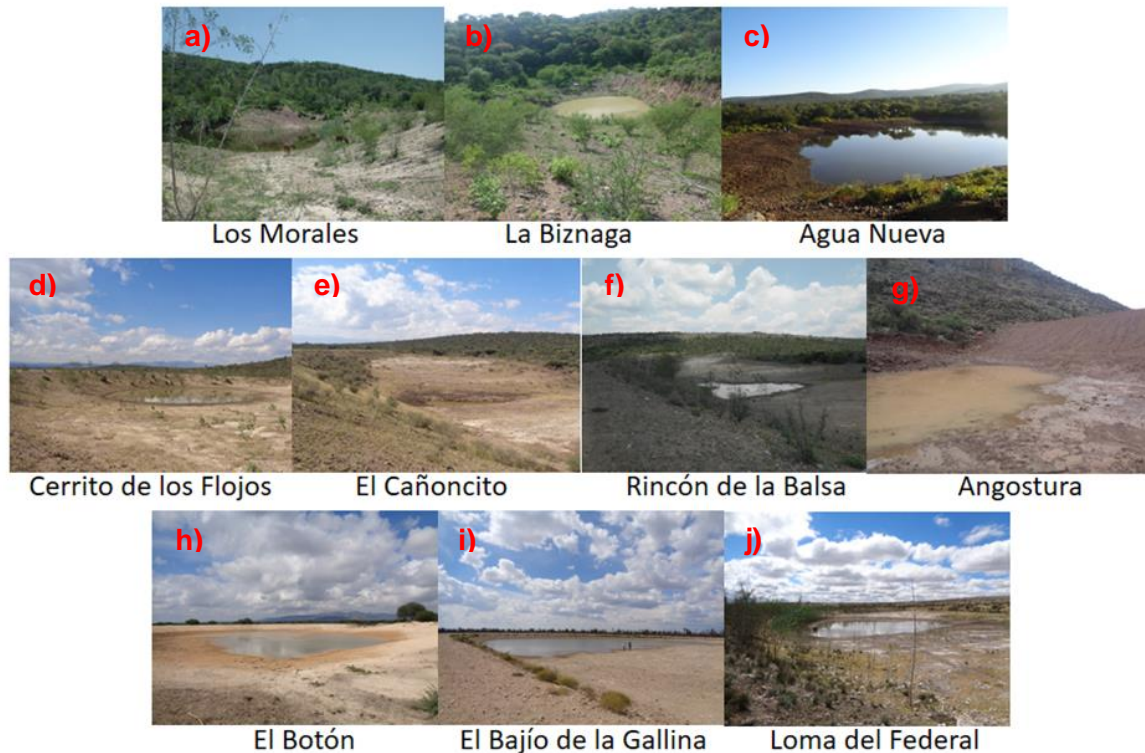 a) b) c)
Los Morales La Biznaga Agua Nueva
d) e) f) g)
Cerrito de los Flojos El Cañoncito Rincón de la Balsa Angostura
h) i) j)
El Botón El Bajío de la Gallina Loma del Federal